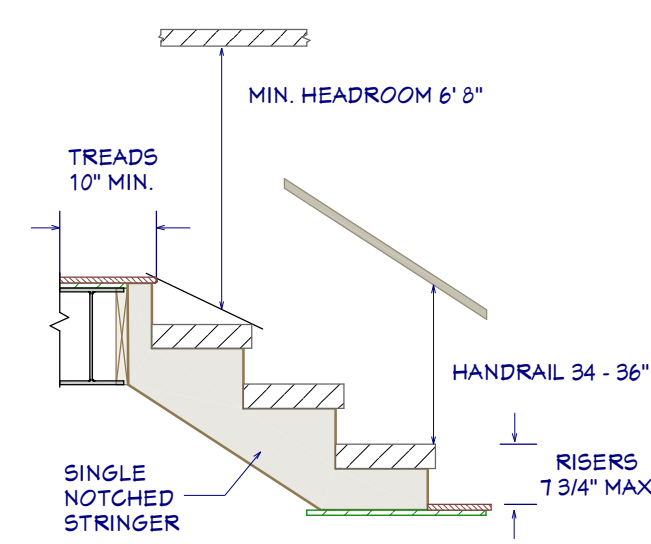 MIN. HEADROOM 6' 8"
TREADS
10" MIN.
HANDRAIL 34 - 36"
RISERS
7 3/4" MAX
SINGLE
NOTCHED
STRINGER